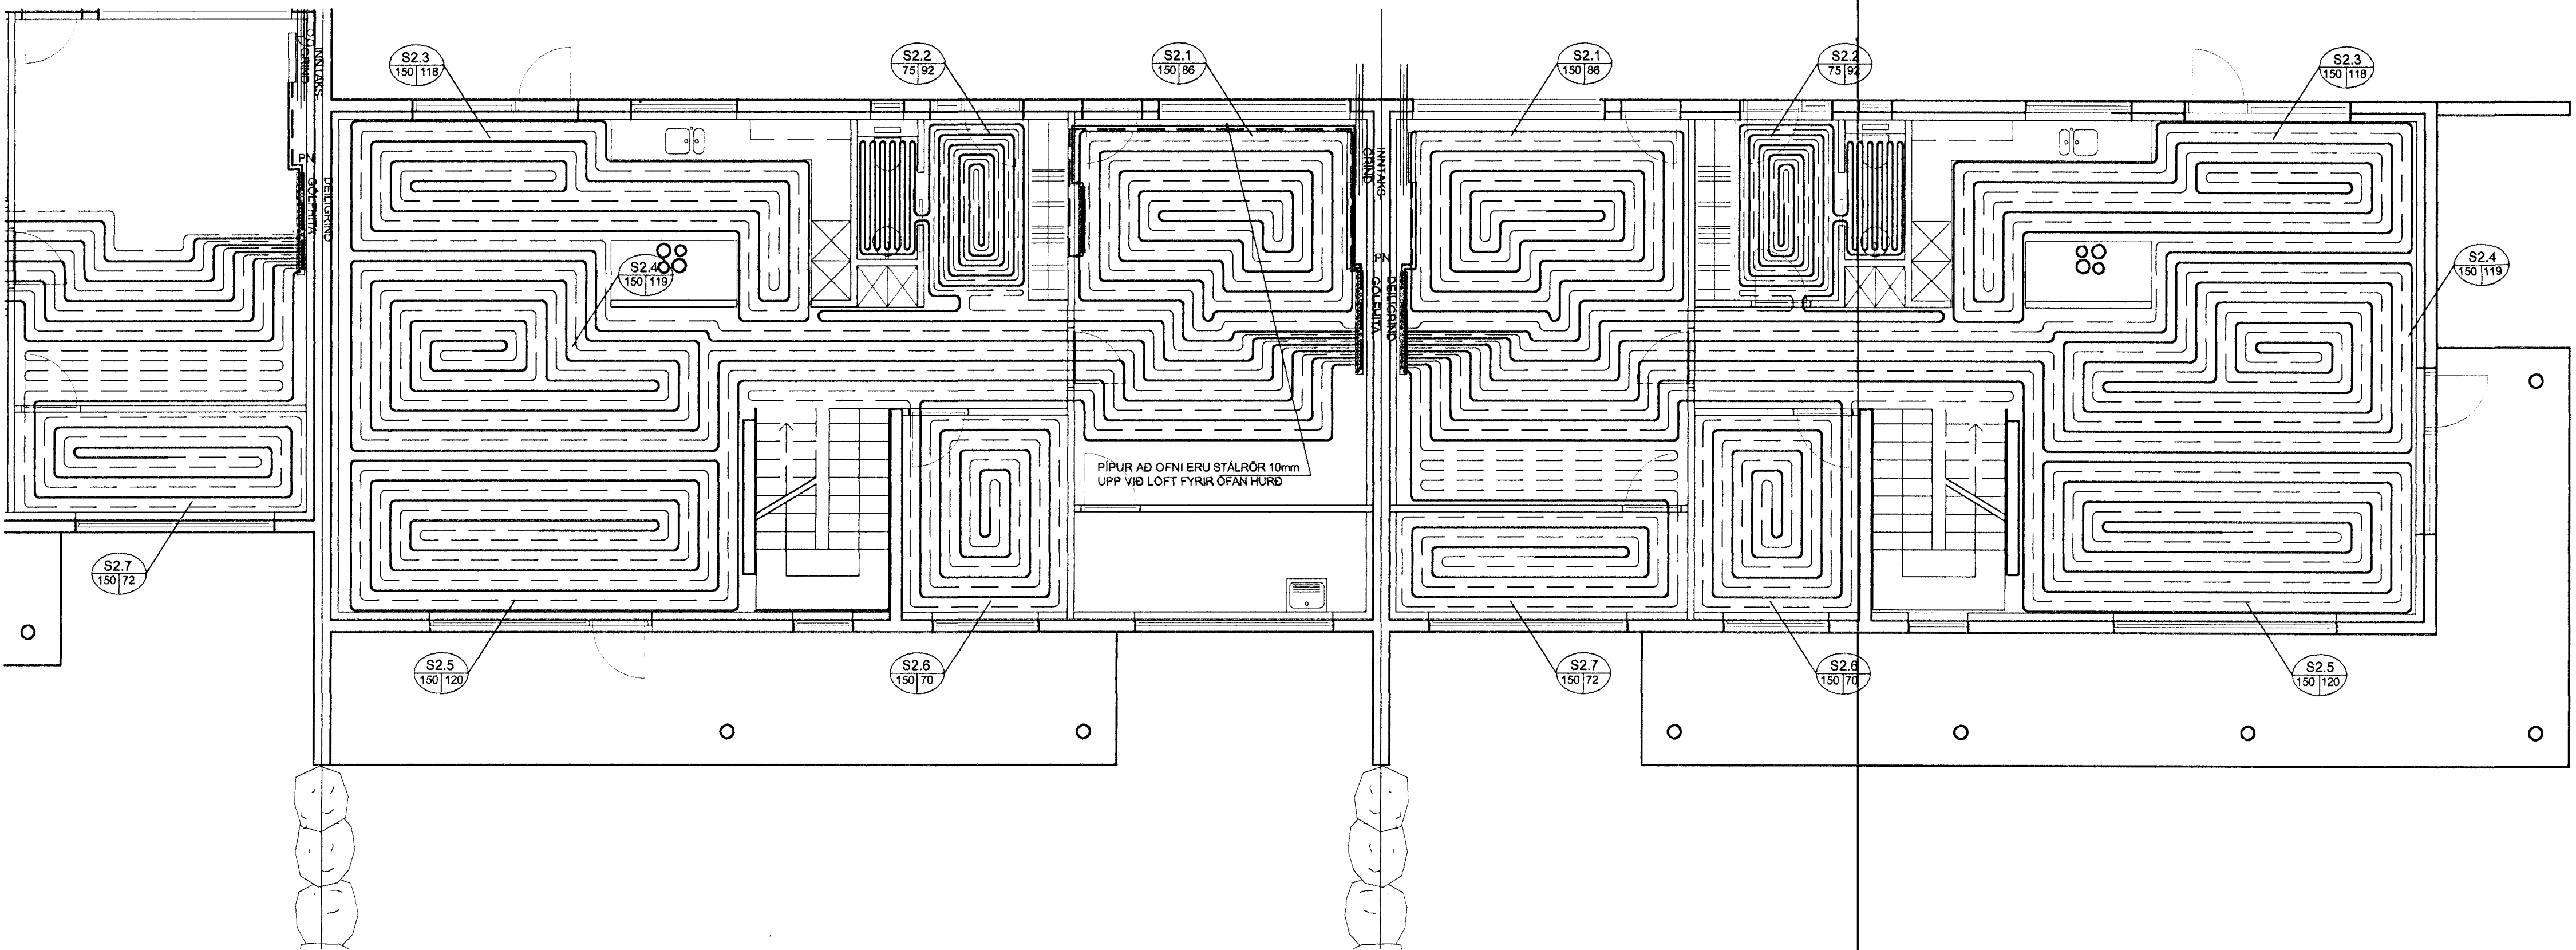 S2.3
150 118
S2.2
75 92
S2.1
150 86
S2.1
150 86
S2.2
75 92
S2.3
150 118
INNTAKS-
GRIND
PN
DEILIGRIND
GÓLFHITA
INNTAKS-
GRIND
PN
DEILIGRIND
GÓLFHITA
S2.4
150 119
S2.4
150 119
PÍPUR AÐ OFNI ERU STÁLRÖR 10mm
UPP VIÐ LOFT FYRIR OFAN HURÐ
S2.7
150 72
S2.5
150 120
S2.6
150 70
S2.7
150 72
S2.6
150 70
S2.5
150 120